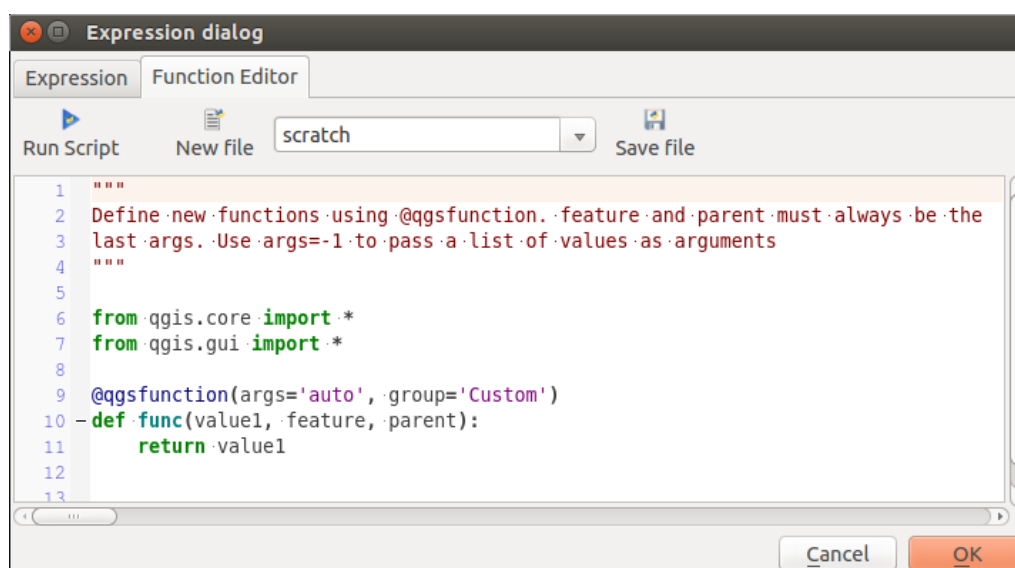 Expression dialog
Expression Function Editor
Run Script New file scratch Save file
1 """
2 Define new functions using @qgsfunction. feature and parent must always be the
3 last args. Use args=-1 to pass a list of values as arguments
4 """
5
6 from qgis.core import *
7 from qgis.gui import *
8
9 @qgsfunction(args='auto', group='Custom')
10 def func(value1, feature, parent):
11 return value1
12
13
Cancel OK